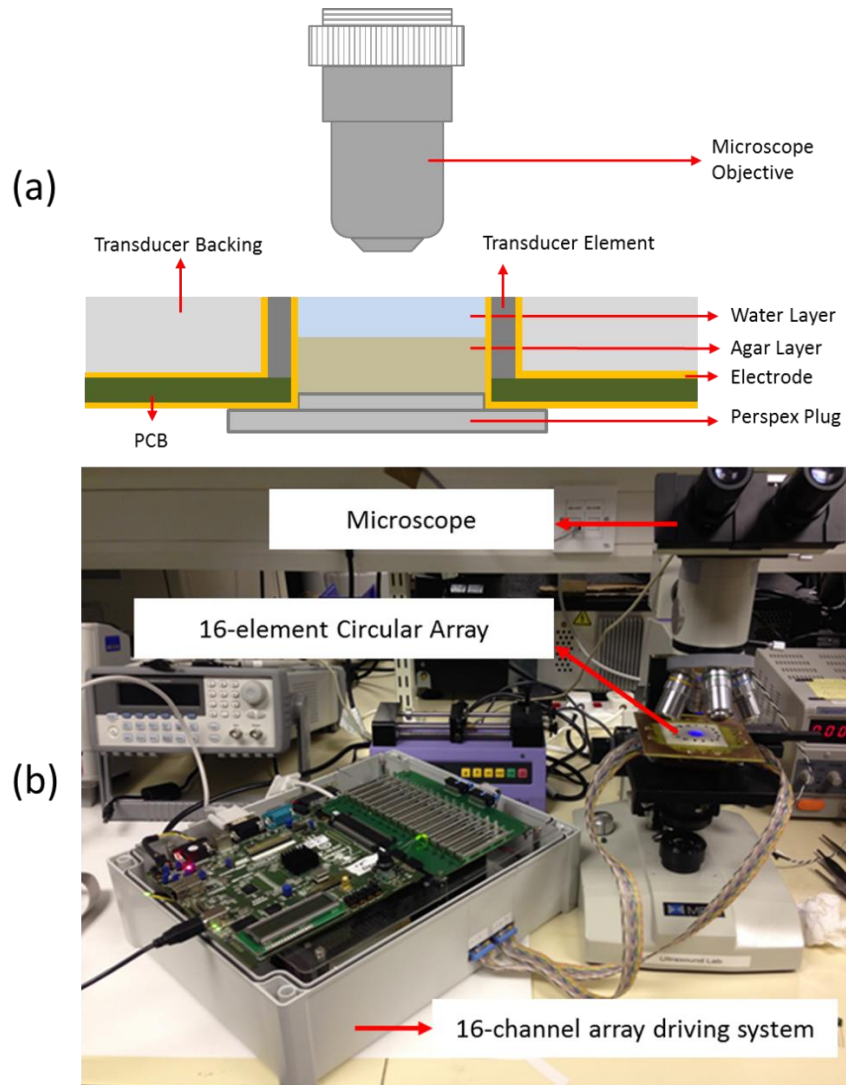 (a)
Microscope
Objective
Transducer Backing
Transducer Element
Water Layer
Agar Layer
Electrode
PCB
Perspex Plug
Microscope
16-element Circular Array
(b)
Ultrasound Lab
16-channel array driving system